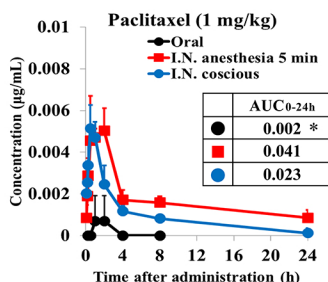 Paclitaxel (1 mg/kg)
Oral
I.N. anesthesia 5 min
I.N. coscious
Concentration (µg/mL)
0.01
0.008
0.006
0.004
0.002
0
AUC0-24h
0.002 *
0.041
0.023
0 4 8 12 16 20 24
Time after administration (h)